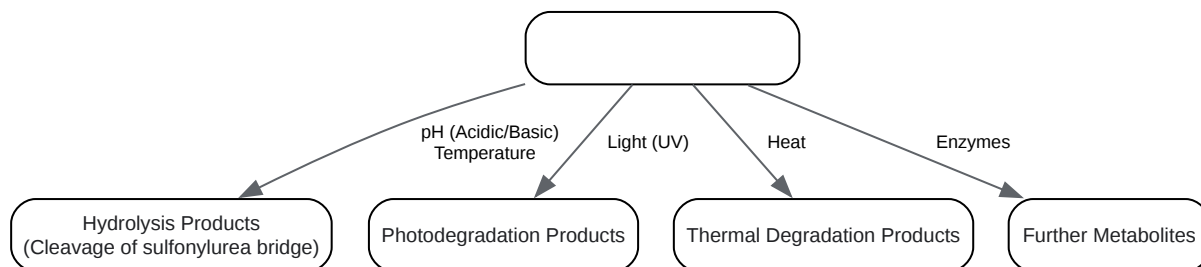 pH (Acidic/Basic)
Temperature
Light (UV)
Heat
Enzymes
Hydrolysis Products
(Cleavage of sulfonylurea bridge)
Photodegradation Products
Thermal Degradation Products
Further Metabolites